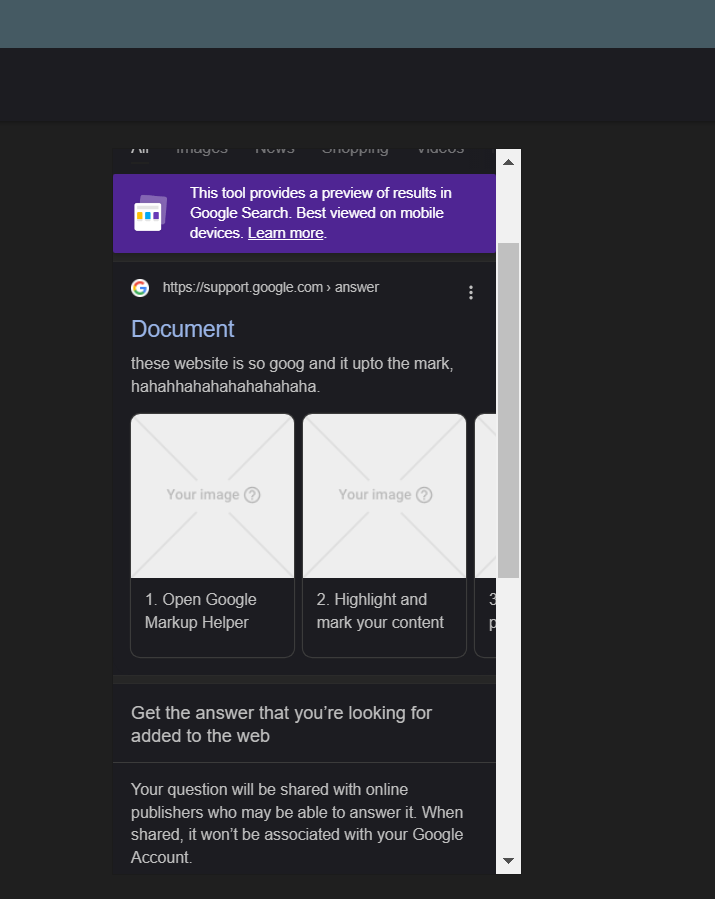 All Images News Shopping Videos
This tool provides a preview of results in
Google Search. Best viewed on mobile
devices. Learn more.
https://support.google.com › answer
Document
these website is so goog and it upto the mark,
hahahhahahahahahahaha.
Your image ?
Your image ?
1. Open Google
Markup Helper
2. Highlight and
mark your content
3
p
Get the answer that you’re looking for
added to the web
Your question will be shared with online
publishers who may be able to answer it. When
shared, it won’t be associated with your Google
Account.